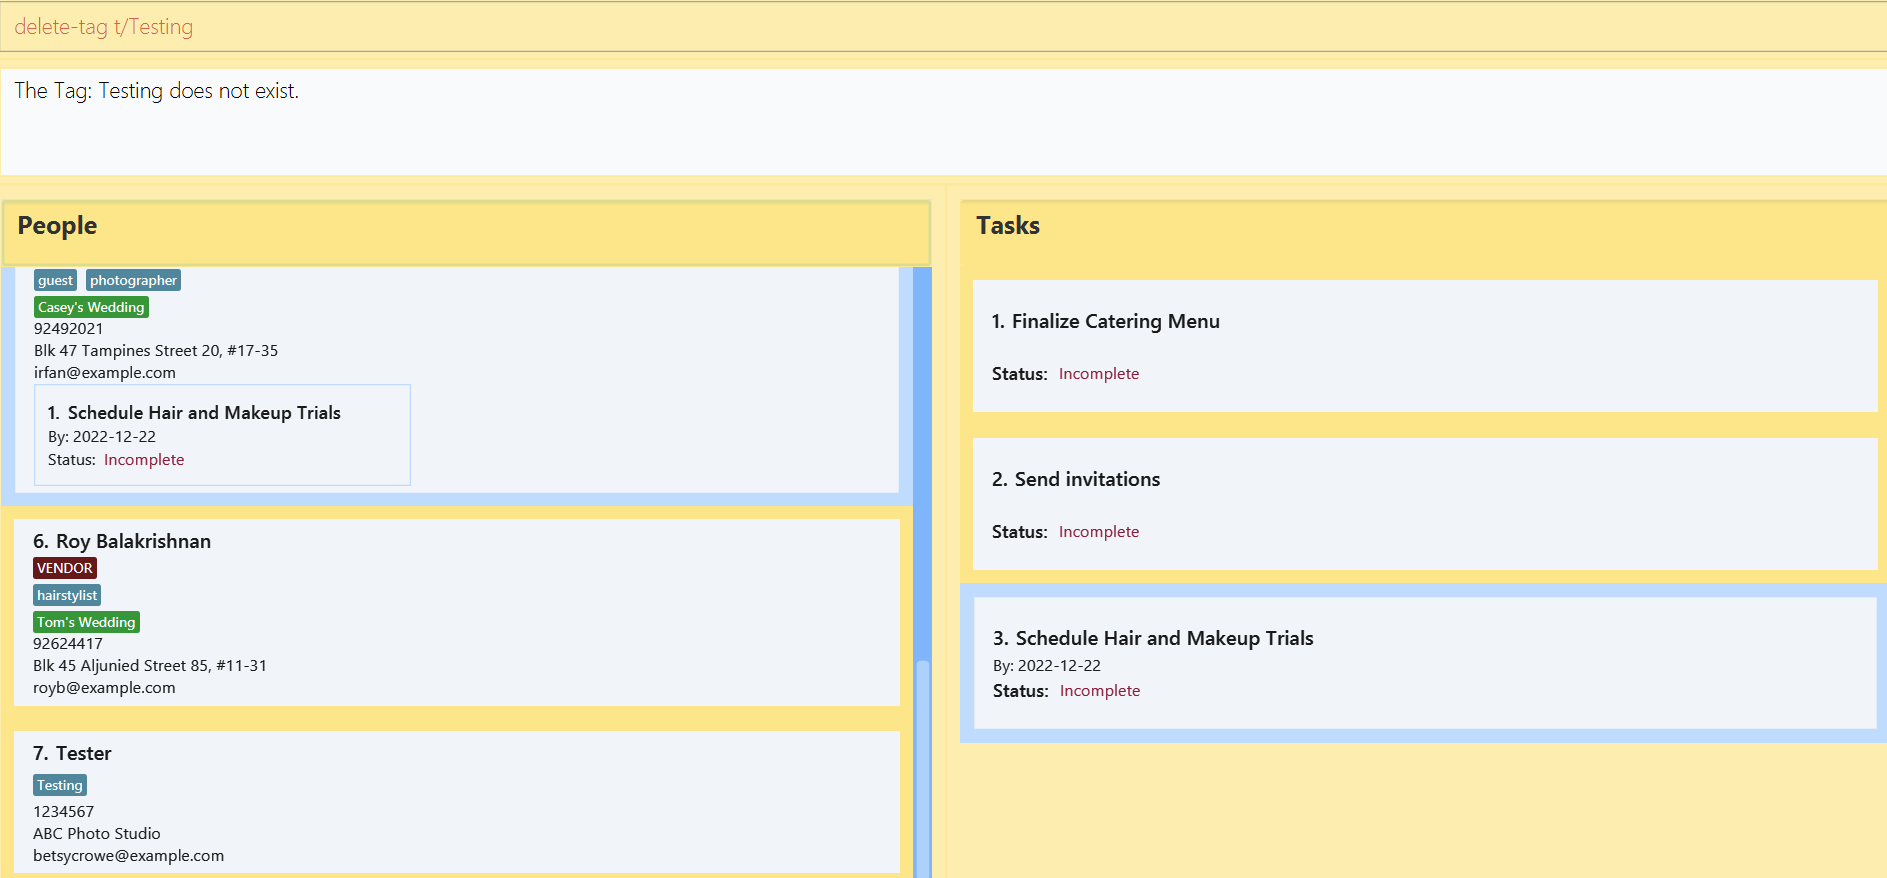 delete-tag t/Testing
The Tag: Testing does not exist.
People
guest photographer
Casey's Wedding
92492021
Blk 47 Tampines Street 20, #17-35
irfan@example.com
1. Schedule Hair and Makeup Trials
By: 2022-12-22
Status: Incomplete
6. Roy Balakrishnan
VENDOR
hairstylist
Tom's Wedding
92624417
Blk 45 Aljunied Street 85, #11-31
royb@example.com
7. Tester
Testing
1234567
ABC Photo Studio
betsycrowe@example.com
Tasks
1. Finalize Catering Menu
Status: Incomplete
2. Send invitations
Status: Incomplete
3. Schedule Hair and Makeup Trials
By: 2022-12-22
Status: Incomplete